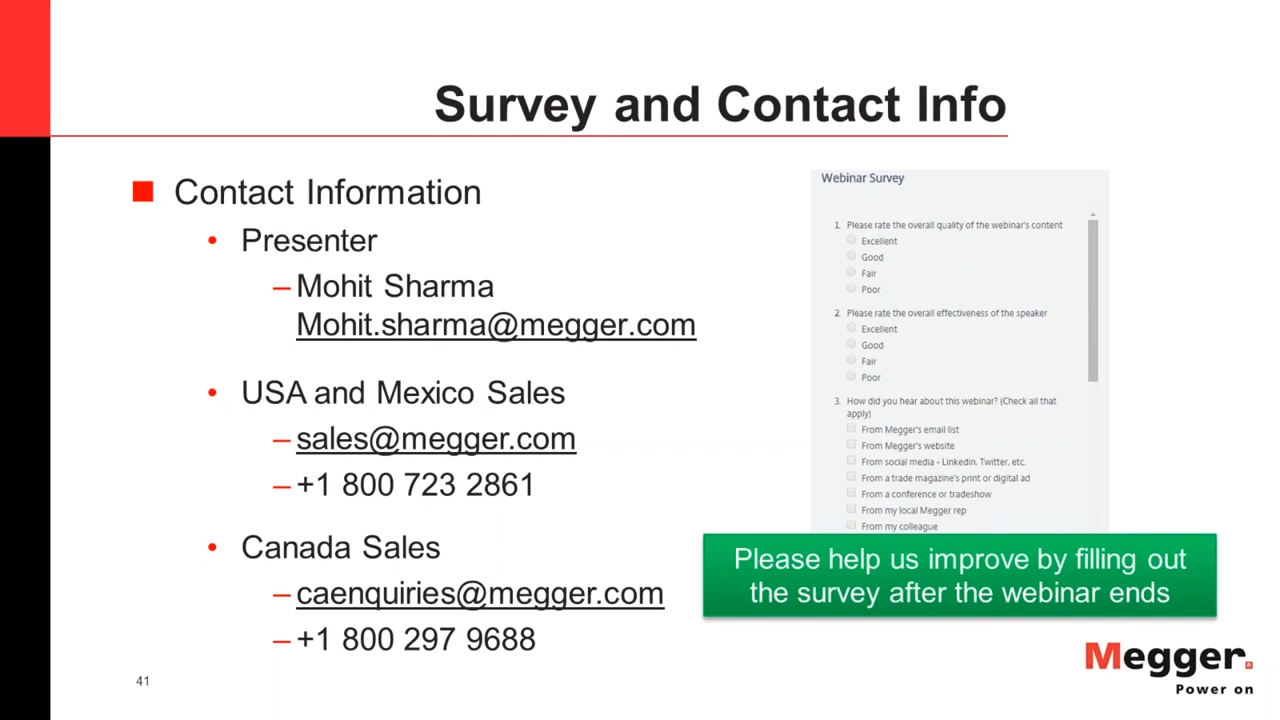 Survey and Contact Info
Contact Information
• Presenter
– Mohit Sharma
Mohit.sharma@megger.com
• USA and Mexico Sales
– sales@megger.com
– +1 800 723 2861
• Canada Sales
– caenquiries@megger.com
– +1 800 297 9688
Webinar Survey
1. Please rate the overall quality of the webinar's content
Excellent
Good
Fair
Poor
2. Please rate the overall effectiveness of the speaker
Excellent
Good
Fair
Poor
3. How did you hear about this webinar? (Check all that
apply)
From Megger's email list
From Megger's website
From social media - Linkedin, Twitter, etc.
From a trade magazine's print or digital ad
From a conference or tradeshow
From my local Megger rep
From my colleague
Please help us improve by filling out
the survey after the webinar ends
Megger.
Power on
41